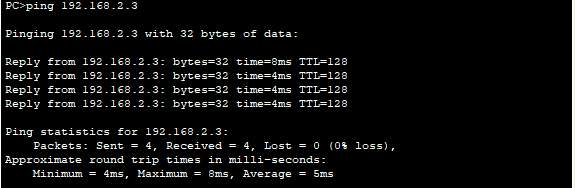 PC>ping 192.168.2.3
Pinging 192.168.2.3 with 32 bytes of data:
Reply from 192.168.2.3: bytes=32 time=8ms TTL=128
Reply from 192.168.2.3: bytes=32 time=4ms TTL=128
Reply from 192.168.2.3: bytes=32 time=4ms TTL=128
Reply from 192.168.2.3: bytes=32 time=4ms TTL=128
Ping statistics for 192.168.2.3:
Packets: Sent = 4, Received = 4, Lost = 0 (0% loss),
Approximate round trip times in milli-seconds:
Minimum = 4ms, Maximum = 8ms, Average = 5ms